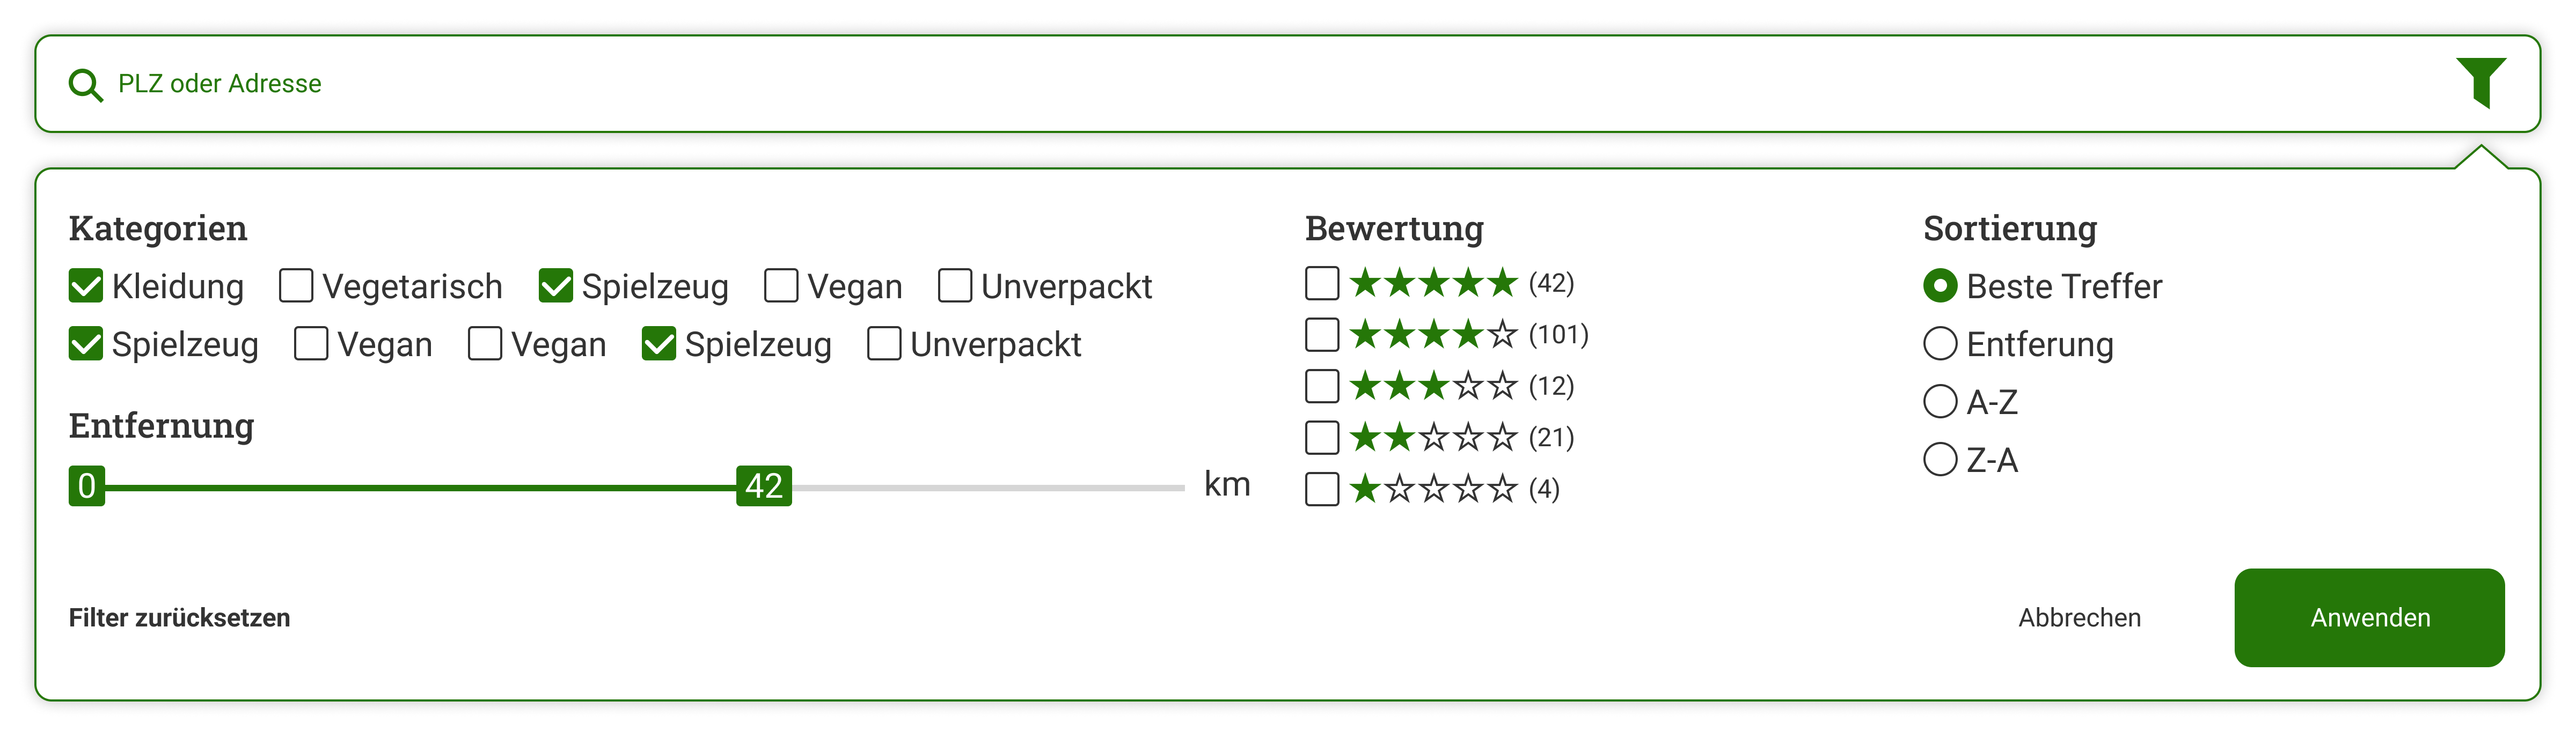 PLZ oder Adresse
Kategorien
Kleidung Vegetarisch Spielzeug Vegan Unverpackt
Spielzeug Vegan Vegan Spielzeug Unverpackt
Entfernung
0 42 km
Bewertung
(42)
(101)
(12)
(21)
(4)
Sortierung
Beste Treffer
Entferung
A-Z
Z-A
Filter zurücksetzen
Abbrechen
Anwenden